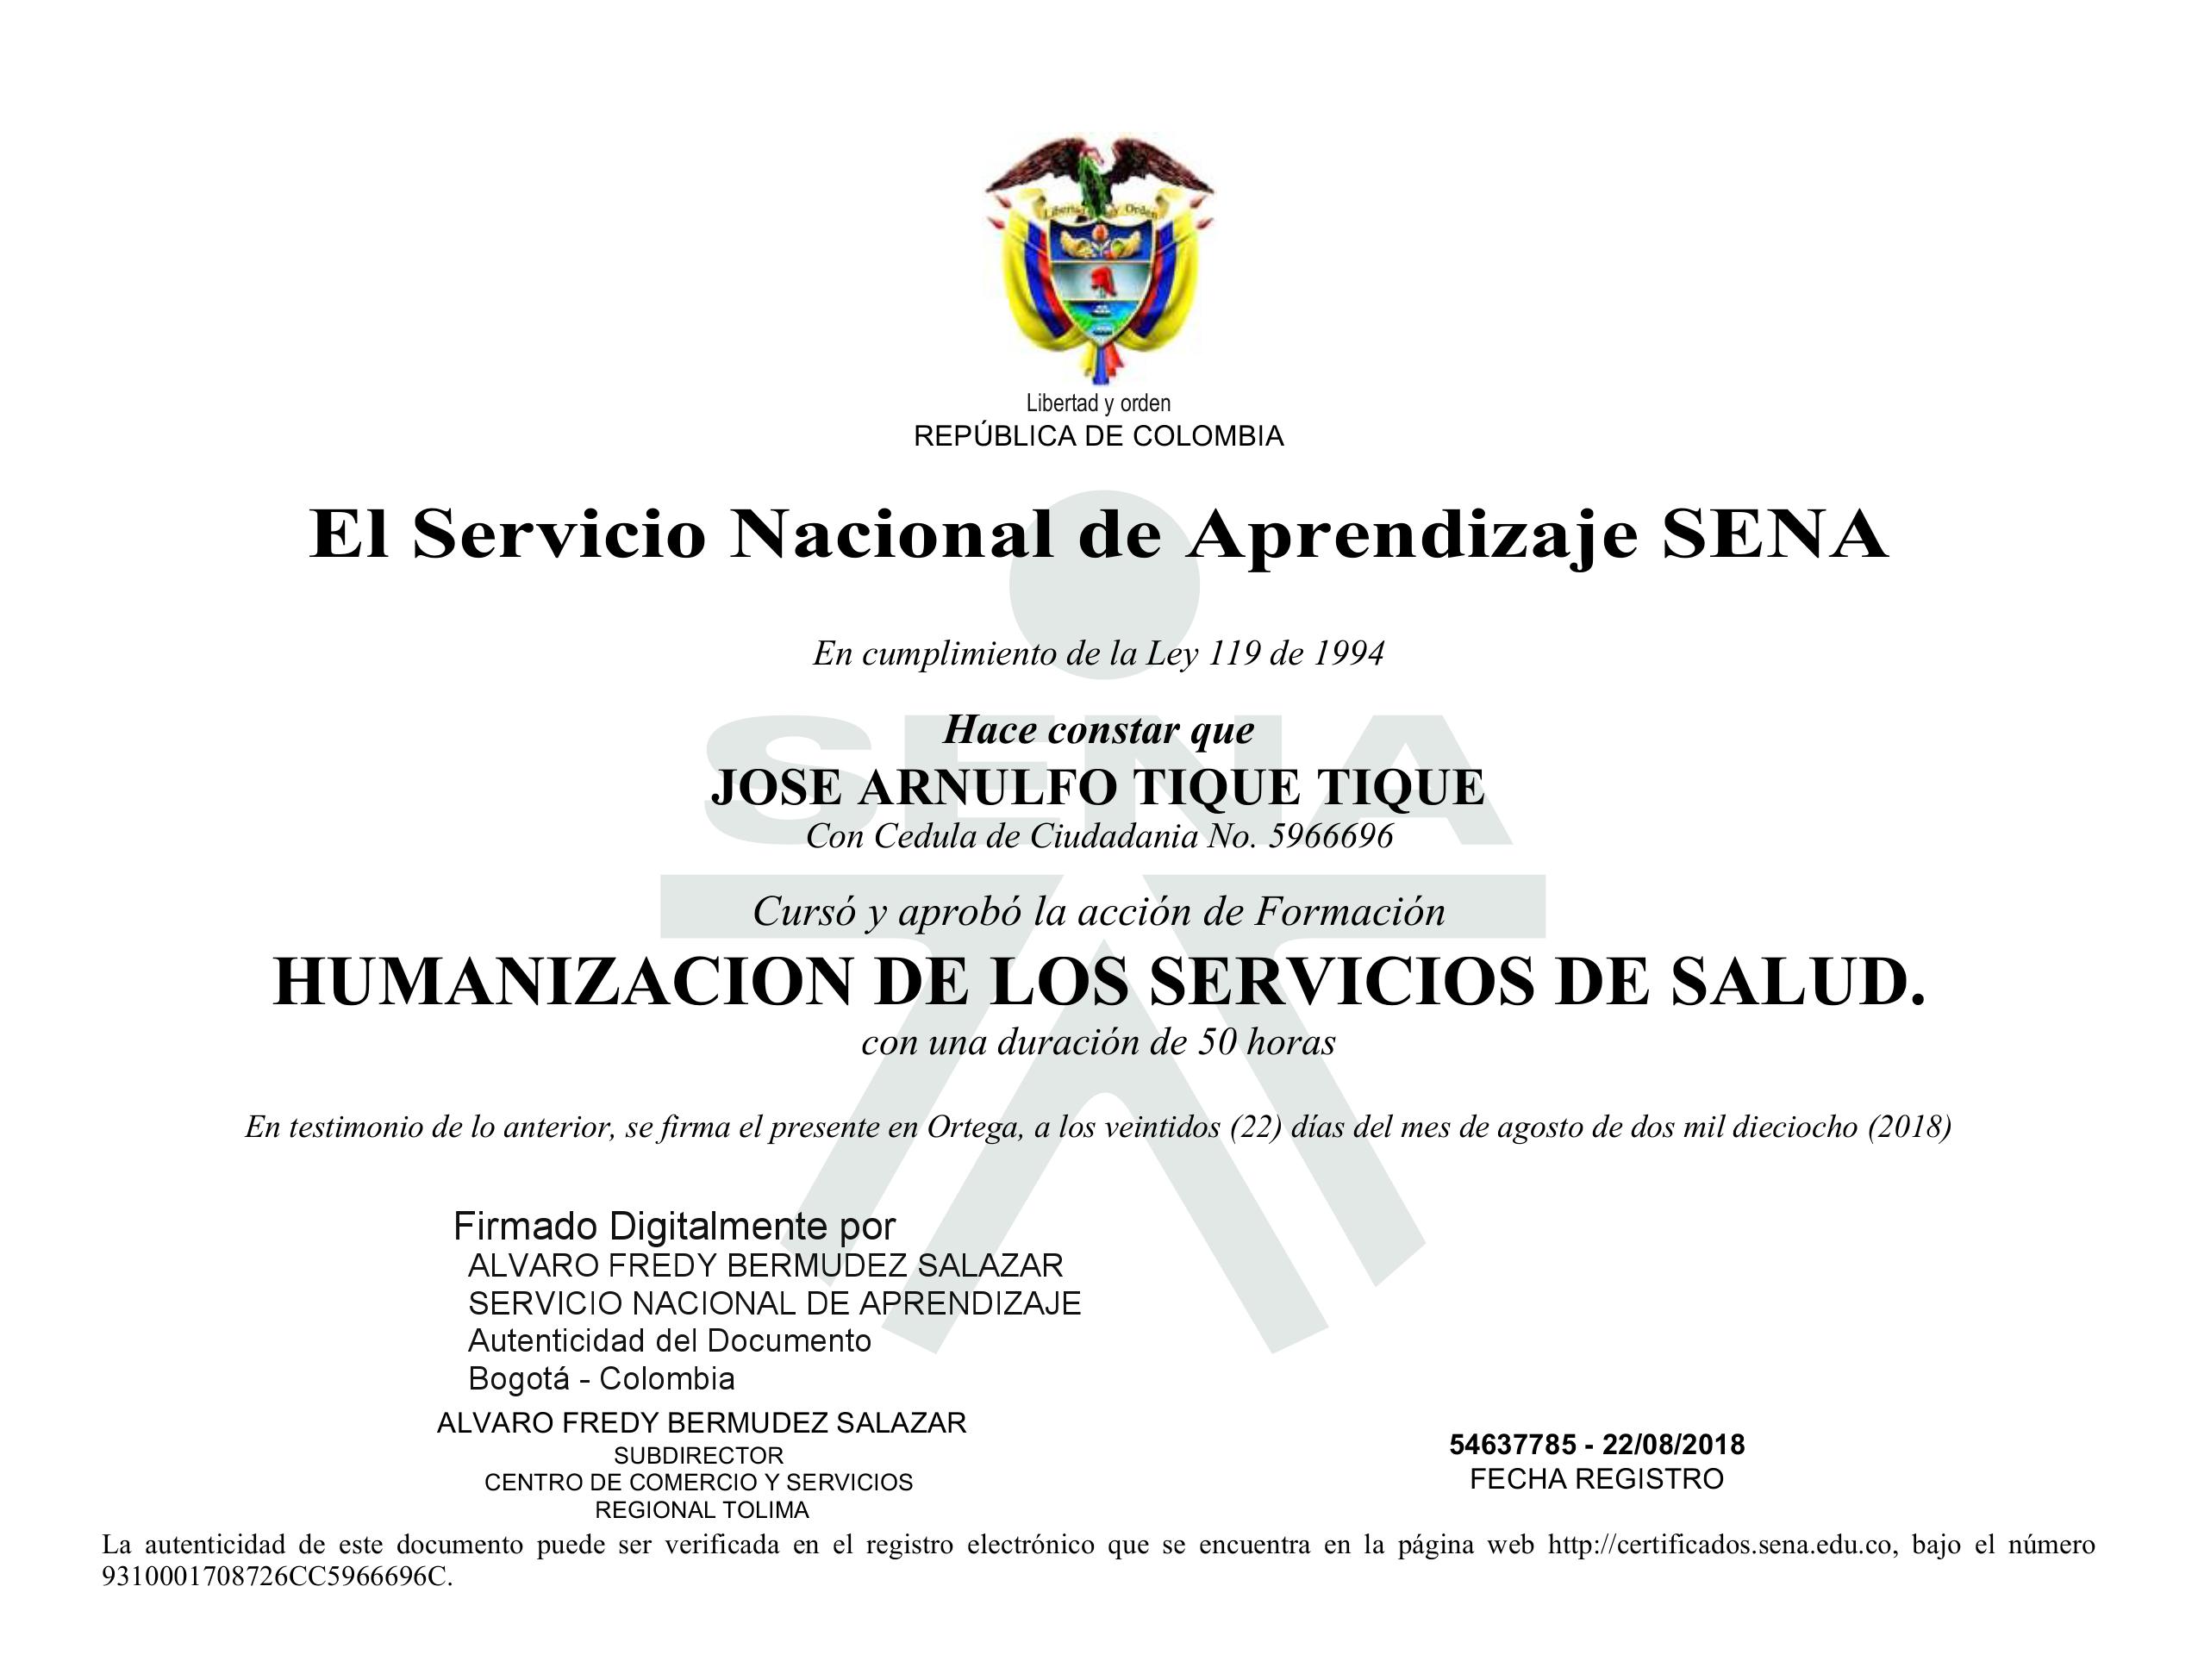 Libertad y Orden
Libertad y orden
REPÚBLICA DE COLOMBIA
El Servicio Nacional de Aprendizaje SENA
En cumplimiento de la Ley 119 de 1994
Hace constar que
SENA
JOSE ARNULFO TIQUE TIQUE
Con Cedula de Ciudadania No. 5966696
Cursó y aprobó la acción de Formación
HUMANIZACION DE LOS SERVICIOS DE SALUD.
con una duración de 50 horas
En testimonio de lo anterior, se firma el presente en Ortega, a los veintidos (22) días del mes de agosto de dos mil dieciocho (2018)
Firmado Digitalmente por
ALVARO FREDY BERMUDEZ SALAZAR
SERVICIO NACIONAL DE APRENDIZAJE
Autenticidad del Documento
Bogotá - Colombia
ALVARO FREDY BERMUDEZ SALAZAR
SUBDIRECTOR
CENTRO DE COMERCIO Y SERVICIOS
REGIONAL TOLIMA
54637785 - 22/08/2018
FECHA REGISTRO
La autenticidad de este documento puede ser verificada en el registro electrónico que se encuentra en la página web http://certificados.sena.edu.co, bajo el número
9310001708726CC5966696C.